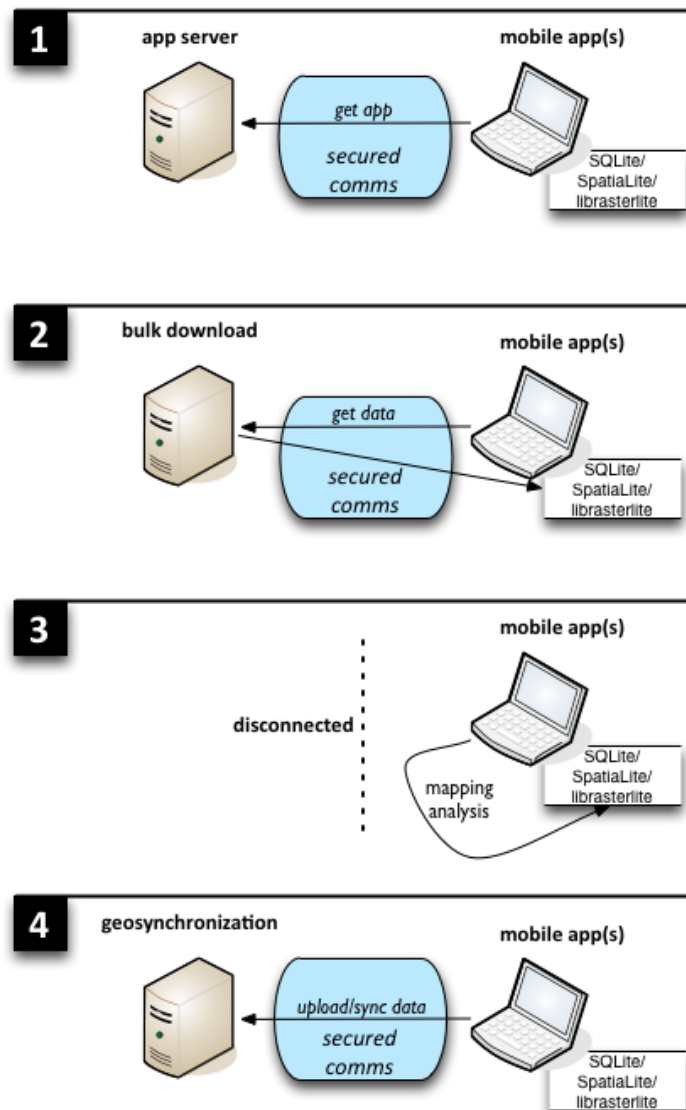 1
app server
mobile app(s)
get app
secured
comms
SQLite/
SpatiaLite/
librasterlite
2
bulk download
mobile app(s)
get data
secured
comms
SQLite/
SpatiaLite/
librasterlite
3
mobile app(s)
disconnected
mapping
analysis
SQLite/
SpatiaLite/
librasterlite
4
geosynchronization
mobile app(s)
upload/sync data
secured
comms
SQLite/
SpatiaLite/
librasterlite